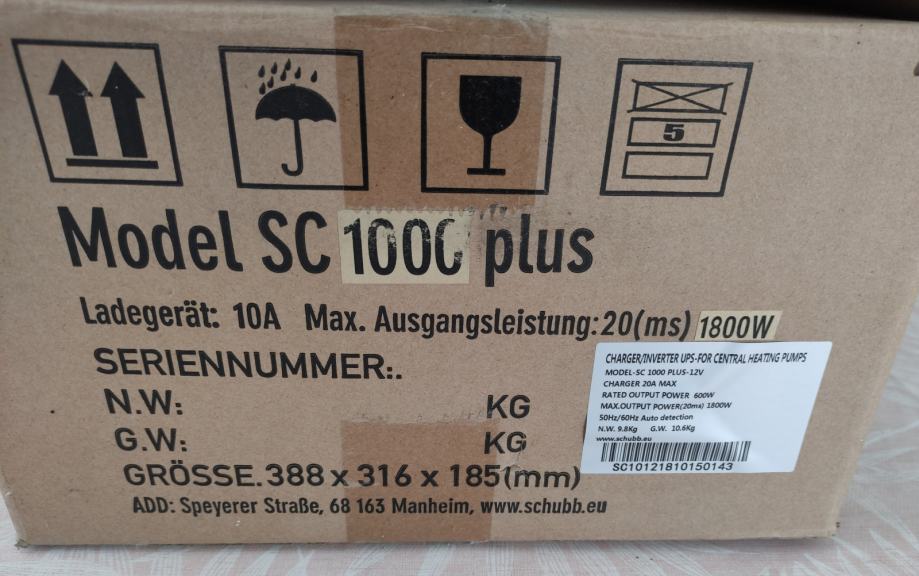 5
Model SC 1000 plus
Ladegerät: 10A Max. Ausgangsleistung:20(ms) 1800W
SERIENNUMMER:.
N.W: KG
G.W: KG
GRÖSSE.388 x 316 x 185(mm)
ADD: Speyerer Straße, 68 163 Manheim, www.schubb.eu
CHARGER/INVERTER UPS-FOR CENTRAL HEATING PUMPS
MODEL-SC 1000 PLUS-12V
CHARGER 20A MAX
RATED OUTPUT POWER 600W
MAX.OUTPUT POWER(20ms) 1800W
50Hz/60Hz Auto detection
N.W. 9.8Kg G.W. 10.6Kg
www.schubb.eu
SC10121810150143